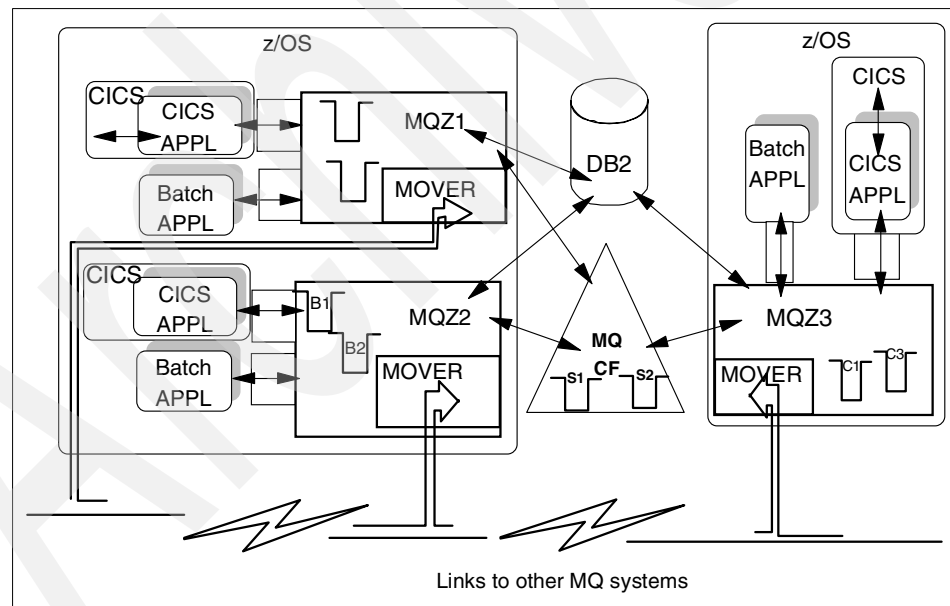 z/OS
CICS
CICS
APPL
Batch
APPL
MQZ1
MOVER
CICS
CICS
APPL
Batch
APPL
B1
B2
MQZ2
MOVER
DB2
MQ
CF
S1
S2
z/OS
CICS
Batch
APPL
CICS
APPL
MQZ3
MOVER
C1
C3
Links to other MQ systems